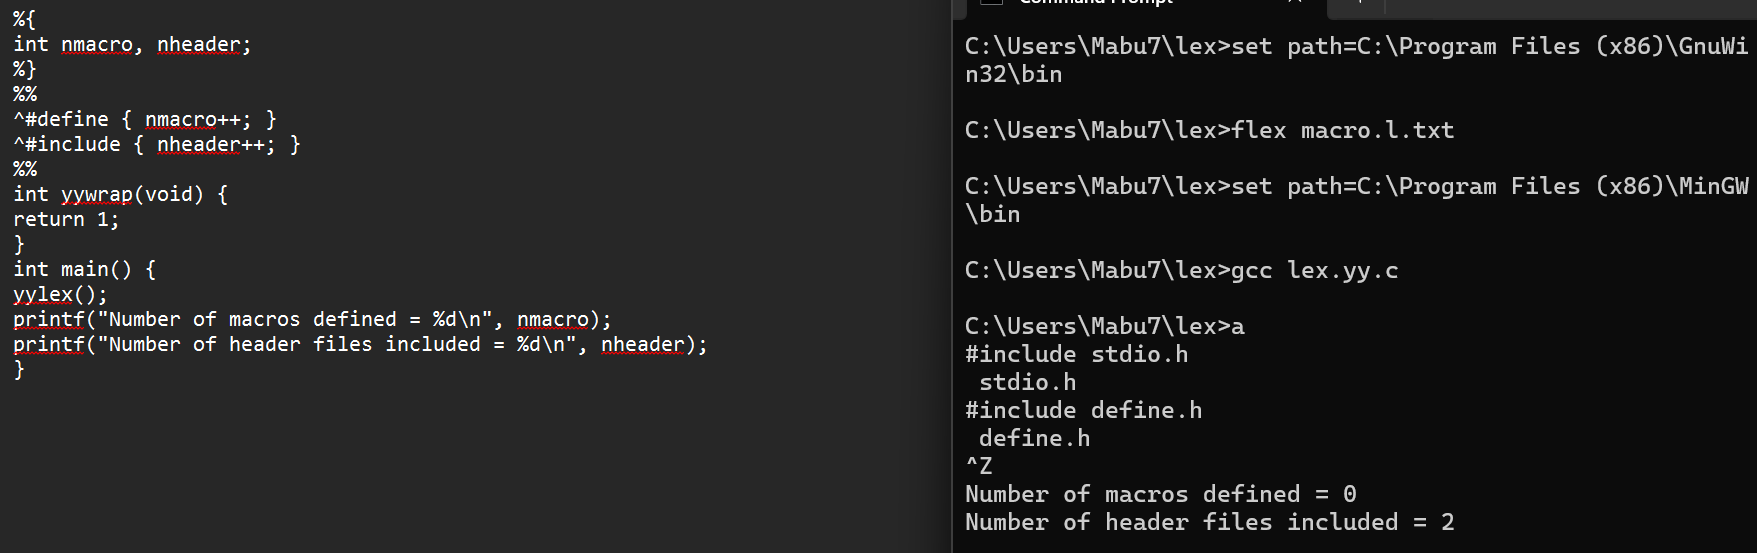 %{
int nmacro, nheader;
%}
%%
^#define { nmacro++; }
^#include { nheader++; }
%%
int yywrap(void) {
return 1;
}
int main() {
yylex();
printf("Number of macros defined = %d\n", nmacro);
printf("Number of header files included = %d\n", nheader);
}
Command Prompt
C:\Users\Mabu7\lex>set path=C:\Program Files (x86)\GnuWi
n32\bin
C:\Users\Mabu7\lex>flex macro.l.txt
C:\Users\Mabu7\lex>set path=C:\Program Files (x86)\MinGW
\bin
C:\Users\Mabu7\lex>gcc lex.yy.c
C:\Users\Mabu7\lex>a
#include stdio.h
 stdio.h
#include define.h
 define.h
^Z
Number of macros defined = 0
Number of header files included = 2